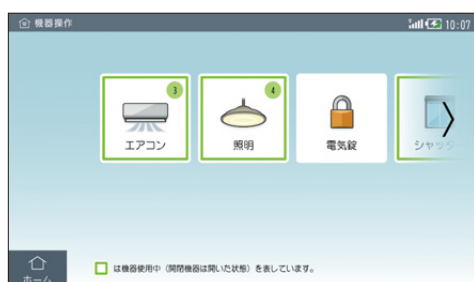 機器操作
10:07
3
4
エアコン
照明
電気錠
シャッター
は機器使用中（開閉機器は開いた状態）を表しています。
ホーム